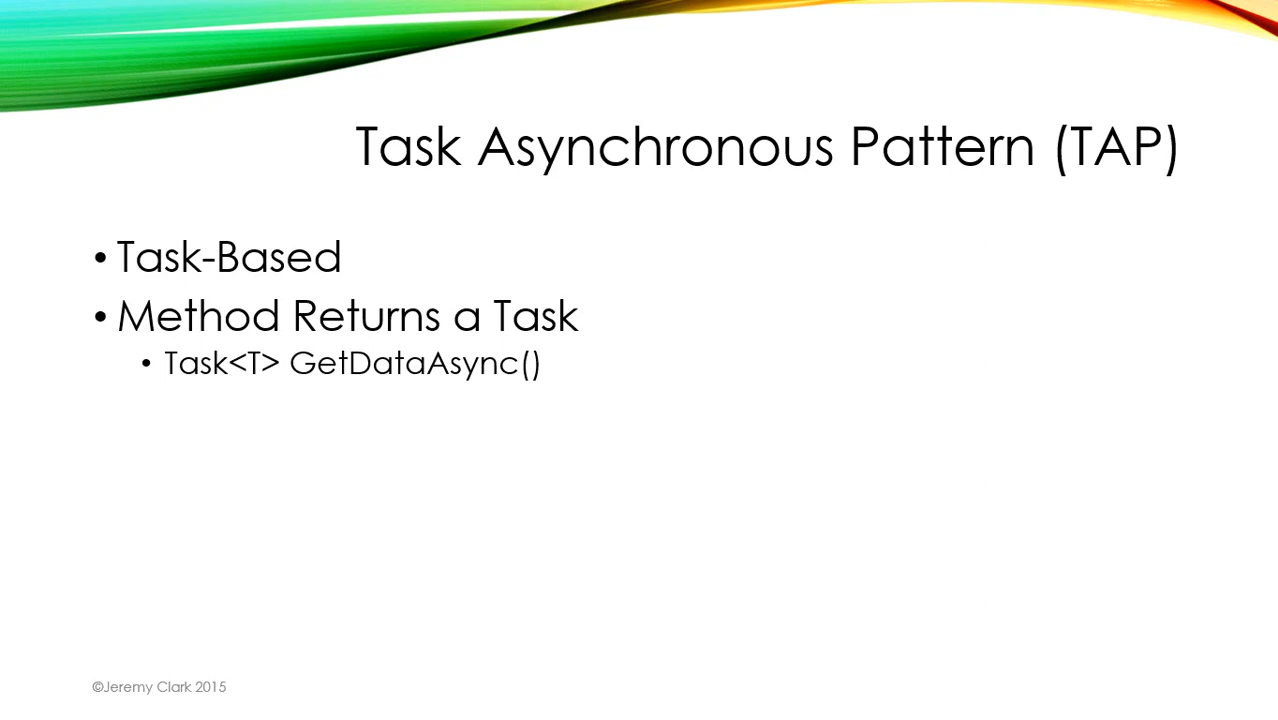 Task Asynchronous Pattern (TAP)
• Task-Based
• Method Returns a Task
• Task<T> GetDataAsync()
©Jeremy Clark 2015